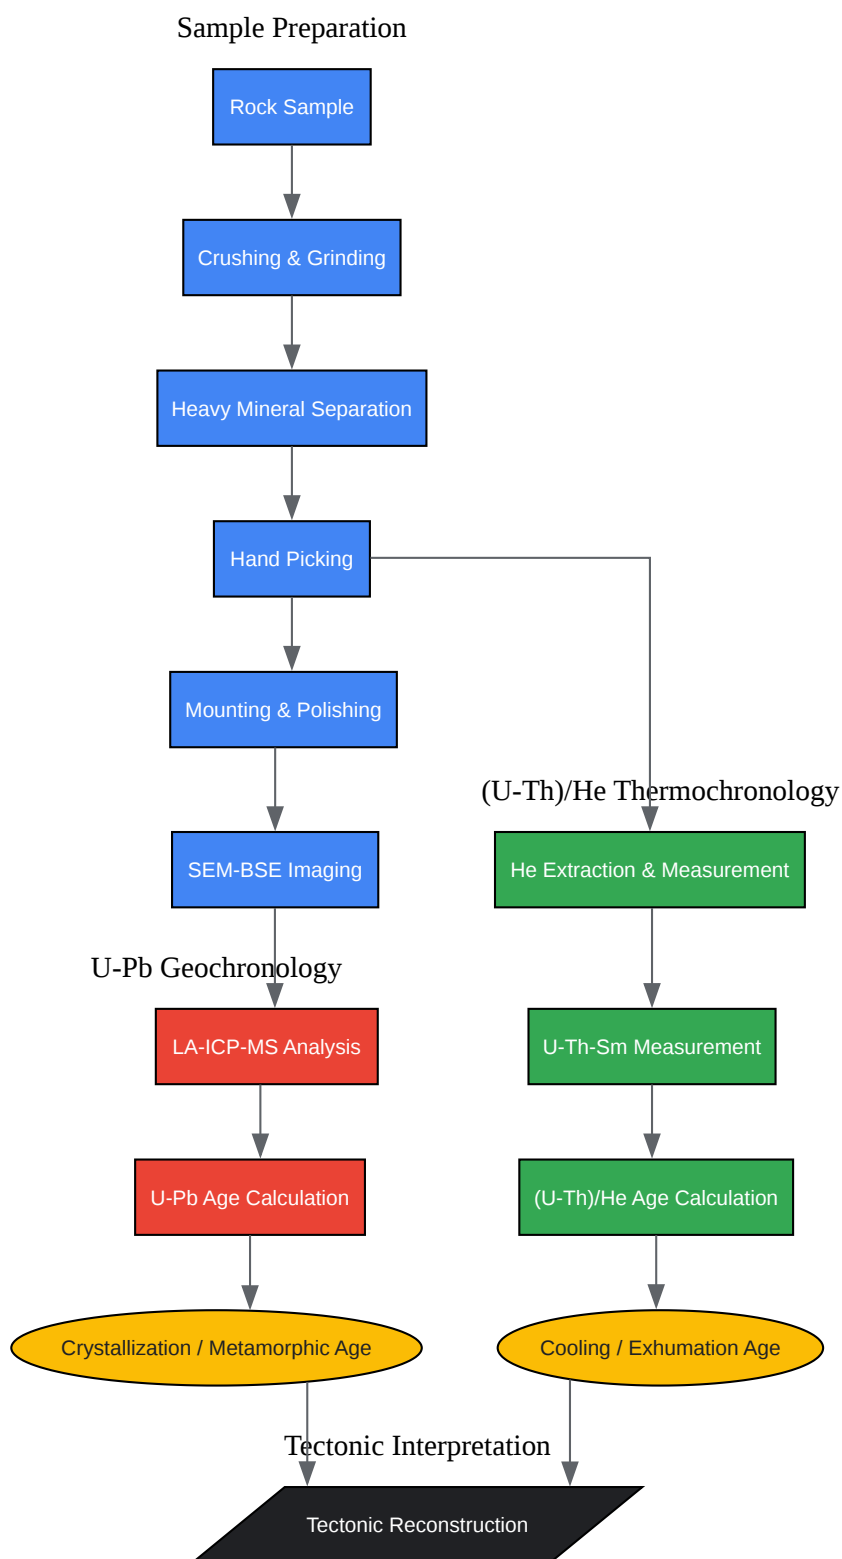 Sample Preparation
Rock Sample
Crushing & Grinding
Heavy Mineral Separation
Hand Picking
Mounting & Polishing
(U-Th)/He Thermochronology
SEM-BSE Imaging
He Extraction & Measurement
U-Pb Geochronology
LA-ICP-MS Analysis
U-Th-Sm Measurement
U-Pb Age Calculation
(U-Th)/He Age Calculation
Crystallization / Metamorphic Age
Cooling / Exhumation Age
Tectonic Interpretation
Tectonic Reconstruction